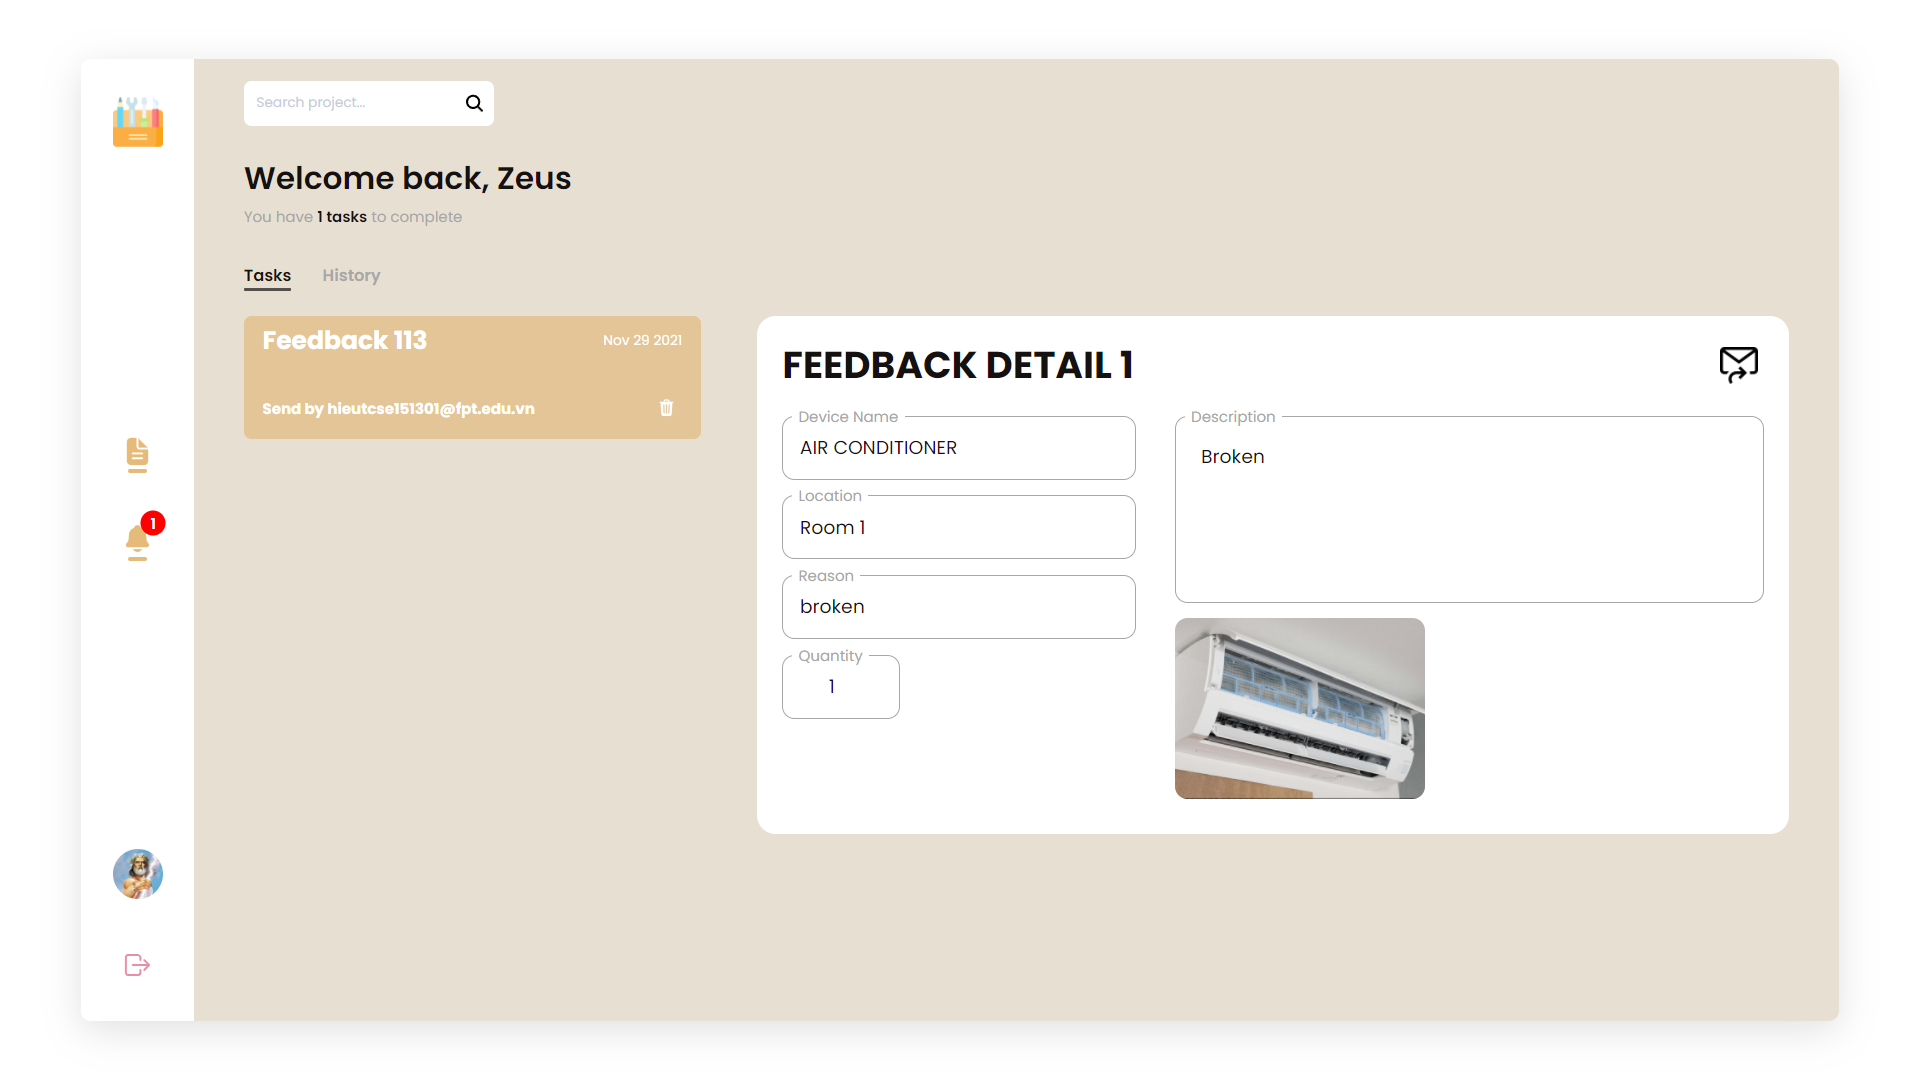 Search project...
Welcome back, Zeus
You have 1 tasks to complete
Tasks
History
Feedback 113
Nov 29 2021
Send by hieutcse151301@fpt.edu.vn
1
FEEDBACK DETAIL 1
Device Name
AIR CONDITIONER
Location
Room 1
Reason
broken
Quantity
1
Description
Broken